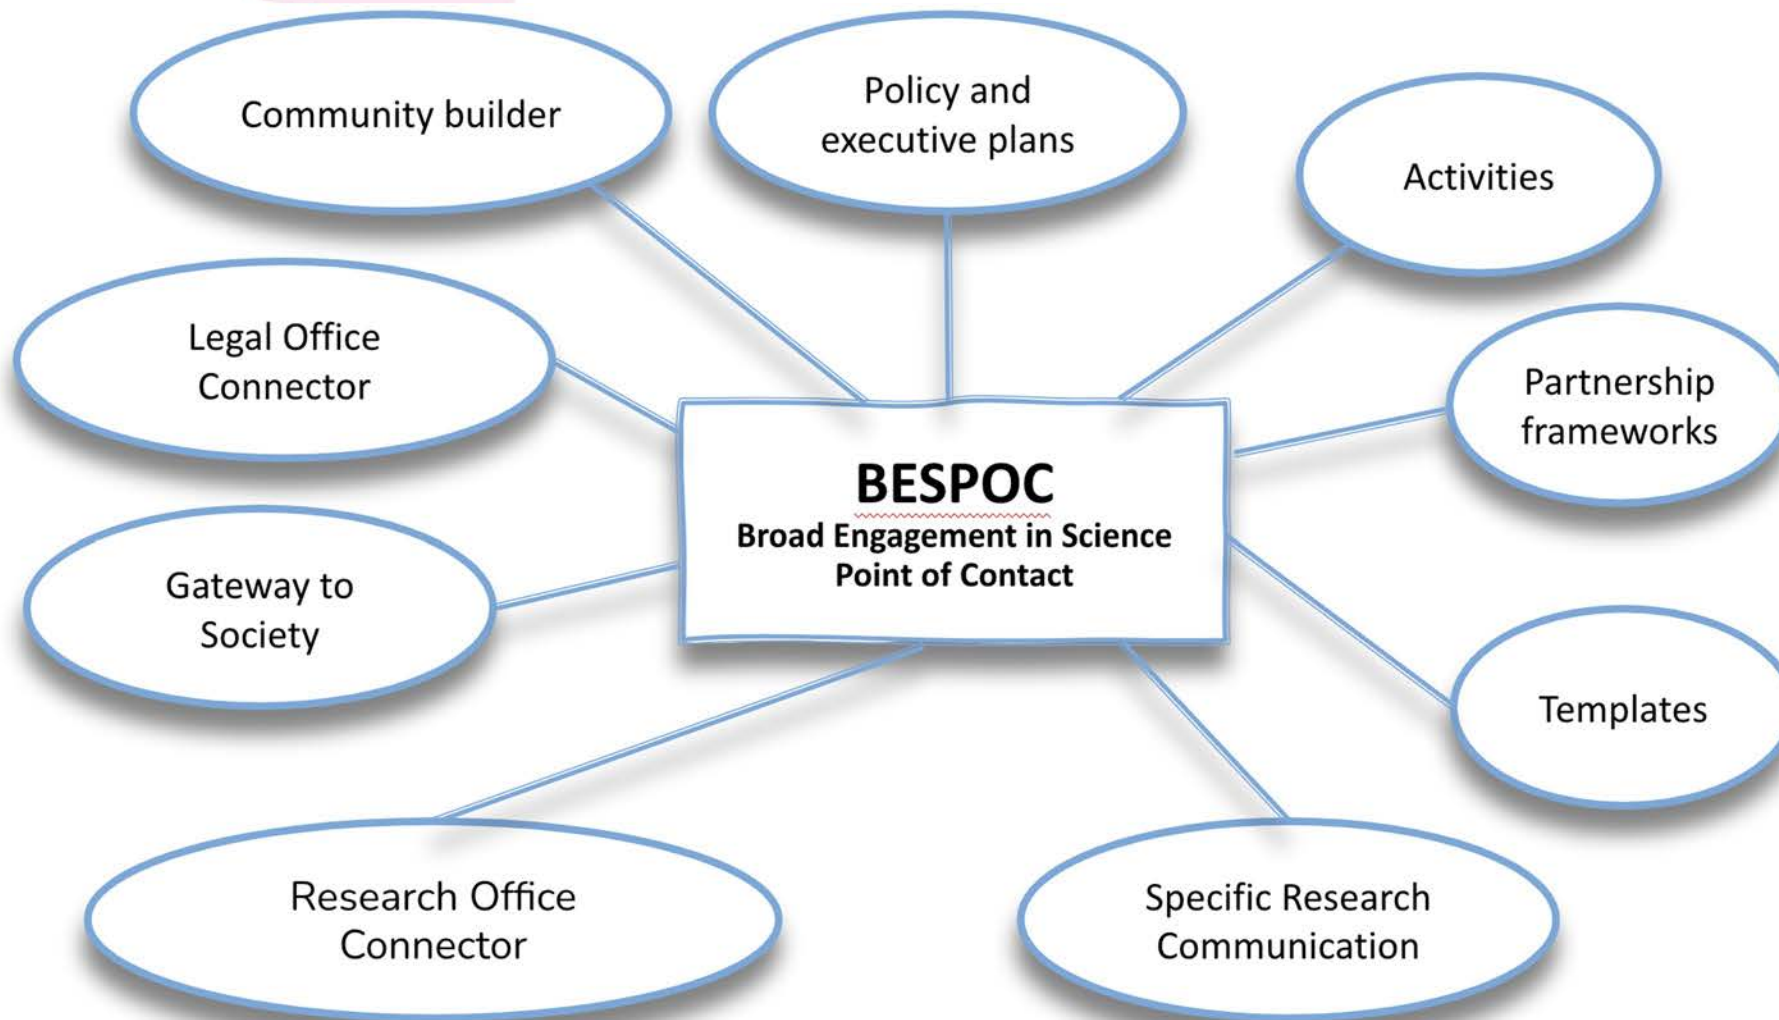 Community builder
Policy and
executive plans
Activities
Legal Office
Connector
Partnership
frameworks
BESPOC
Broad Engagement in Science
Point of Contact
Gateway to
Society
Templates
Research Office
Connector
Specific Research
Communication